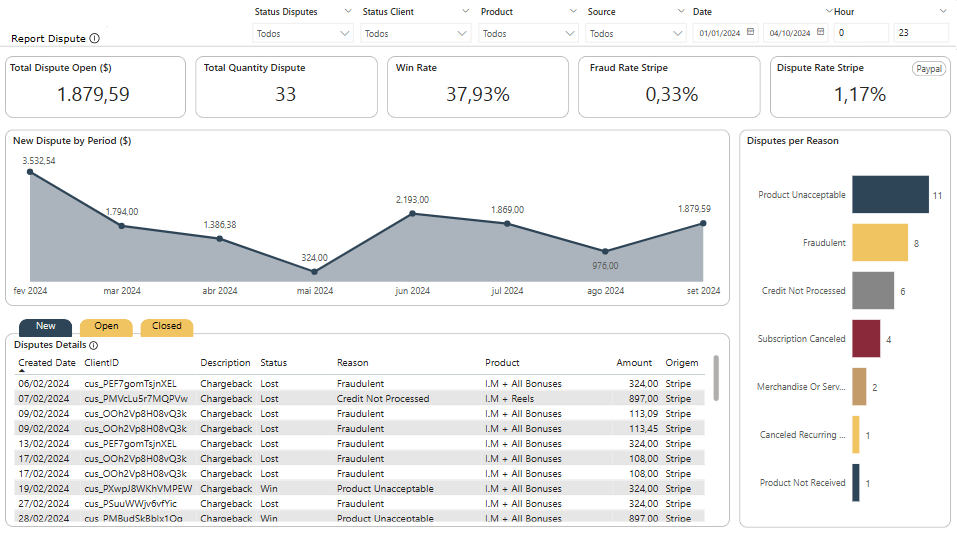 Status Disputes Status Client Product Source Date Hour
Report Dispute
Todos Todos Todos Todos 01/01/2024 04/10/2024 0 23
Total Dispute Open ($)
1.879,59
Total Quantity Dispute
33
Win Rate
37,93%
Fraud Rate Stripe
0,33%
Dispute Rate Stripe Paypal
1,17%
New Dispute by Period ($)
3.532,54
1.794,00
1.386,38
324,00
2.193,00
1.869,00
976,00
1.879,59
fev 2024 mar 2024 abr 2024 mai 2024 jun 2024 jul 2024 ago 2024 set 2024
Disputes per Reason
Product Unacceptable 11
Fraudulent 8
Credit Not Processed 6
Subscription Canceled 4
Merchandise Or Serv... 2
Canceled Recurring ... 1
Product Not Received 1
New Open Closed
Disputes Details
Created Date ClientID Description Status Reason Product Amount Origem
06/02/2024 cus_PEF7gomTsjnXEL Chargeback Lost Fraudulent I.M + All Bonuses 324,00 Stripe
07/02/2024 cus_PMVcLu5r7MQPVw Chargeback Lost Credit Not Processed I.M + Reels 897,00 Stripe
09/02/2024 cus_OOh2Vp8H08vQ3k Chargeback Lost Fraudulent I.M + All Bonuses 113,09 Stripe
09/02/2024 cus_OOh2Vp8H08vQ3k Chargeback Lost Fraudulent I.M + All Bonuses 113,45 Stripe
13/02/2024 cus_PEF7gomTsjnXEL Chargeback Lost Fraudulent I.M + All Bonuses 324,00 Stripe
17/02/2024 cus_OOh2Vp8H08vQ3k Chargeback Lost Fraudulent I.M + All Bonuses 108,00 Stripe
17/02/2024 cus_OOh2Vp8H08vQ3k Chargeback Lost Fraudulent I.M + All Bonuses 108,00 Stripe
19/02/2024 cus_PXwpJ8WKhVMPEW Chargeback Win Product Unacceptable I.M + All Bonuses 324,00 Stripe
27/02/2024 cus_PSuuWWjv6vfYic Chargeback Lost Fraudulent I.M + All Bonuses 324,00 Stripe
28/02/2024 cus_PMBudSkBbIx1Oq Chargeback Win Product Unacceptable I.M + All Bonuses 897,00 Stripe